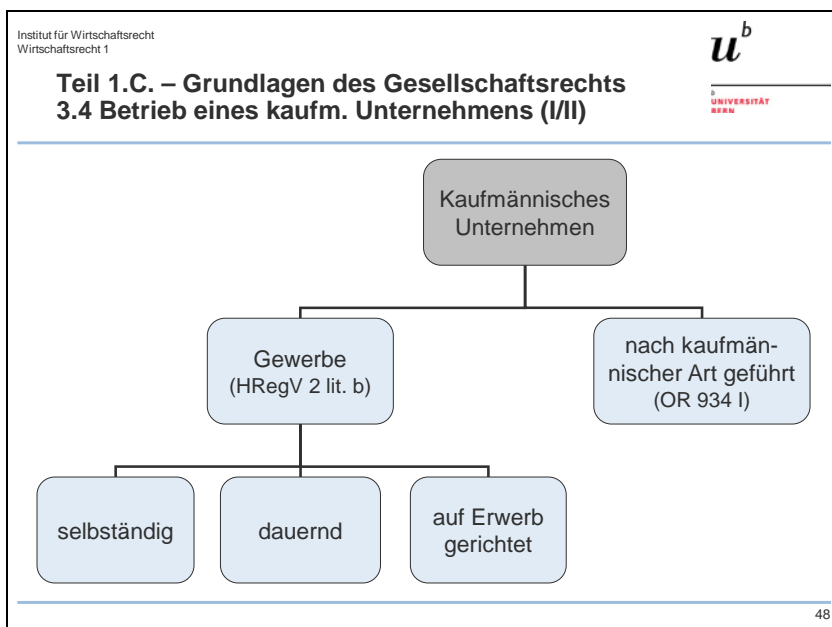 Institut für Wirtschaftsrecht
Wirtschaftsrecht 1
u^b
b
UNIVERSITÄT
BERN
Teil 1.C. – Grundlagen des Gesellschaftsrechts
3.4 Betrieb eines kaufm. Unternehmens (I/II)
Kaufmännisches
Unternehmen
Gewerbe
(HRegV 2 lit. b)
nach kaufmän-
nischer Art geführt
(OR 934 I)
selbständig
dauernd
auf Erwerb
gerichtet
48